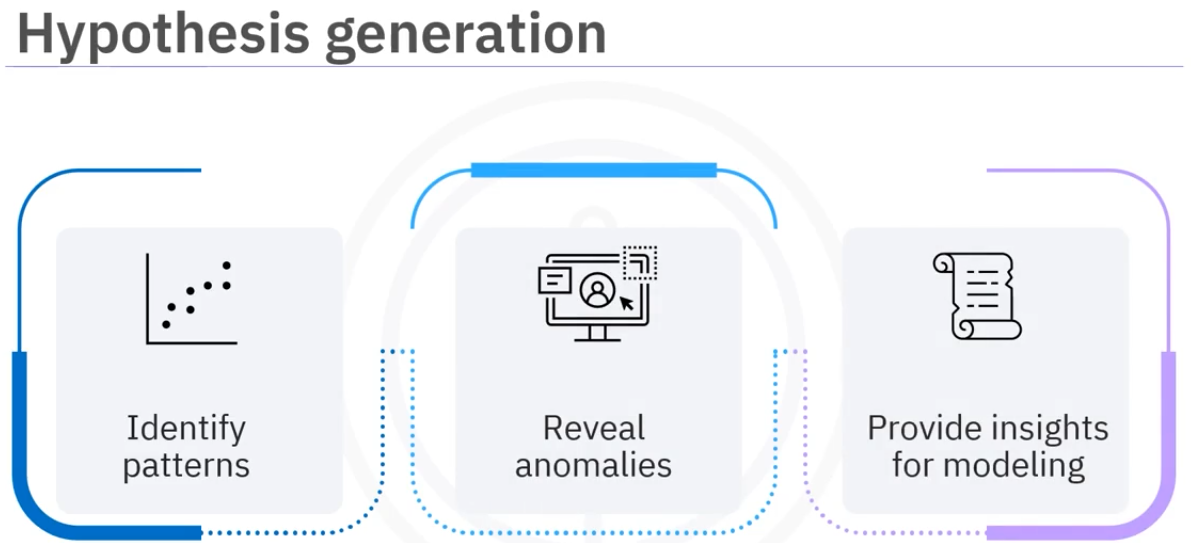 Hypothesis generation
Identify
patterns
Reveal
anomalies
Provide insights
for modeling